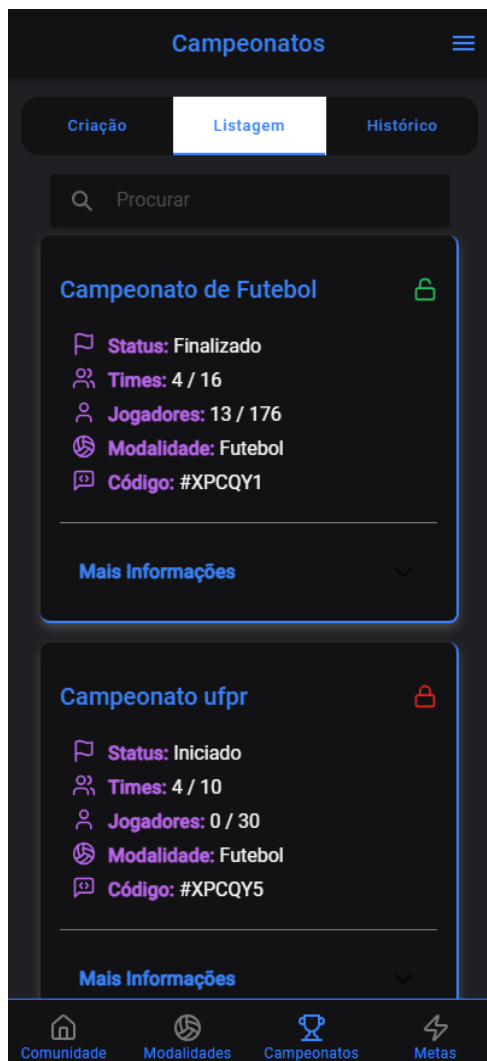 Campeonatos
Criação Listagem Histórico
Procurar
Campeonato de Futebol
Status: Finalizado
Times: 4 / 16
Jogadores: 13 / 176
Modalidade: Futebol
Código: #XPCQY1
Mais Informações
Campeonato ufpr
Status: Iniciado
Times: 4 / 10
Jogadores: 0 / 30
Modalidade: Futebol
Código: #XPCQY5
Mais Informações
Comunidade Modalidades Campeonatos Metas